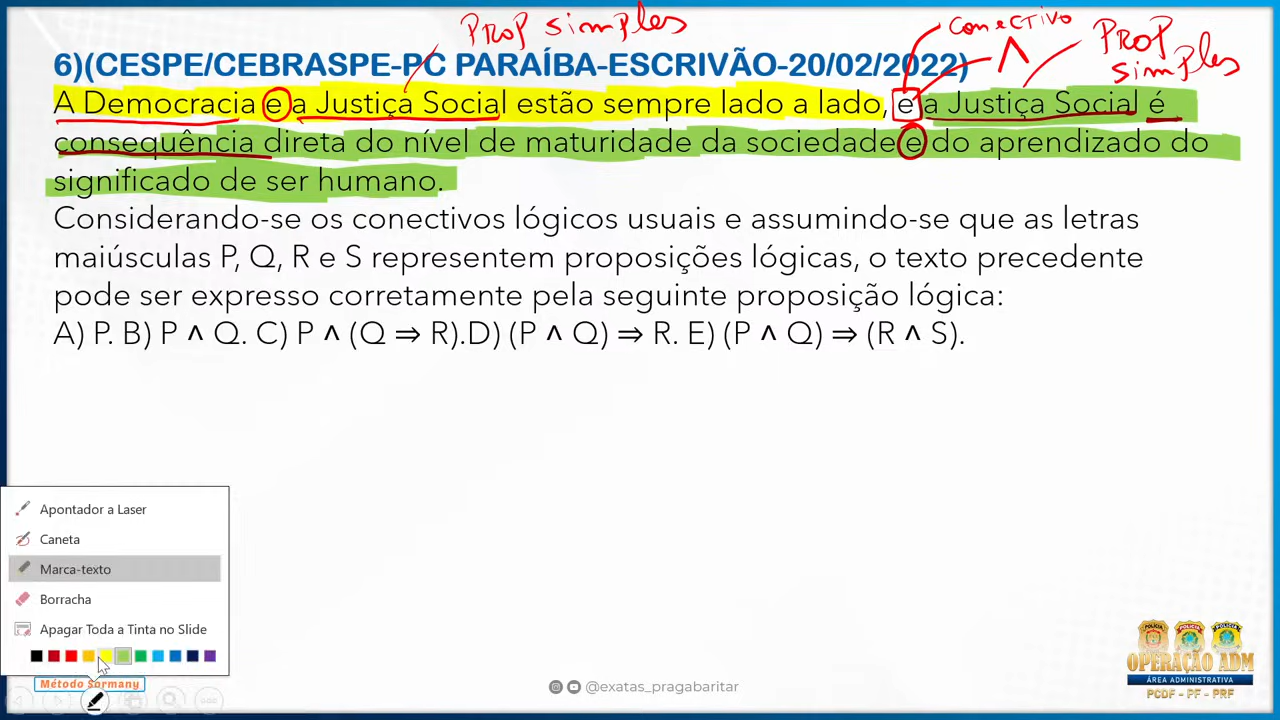 PROP simples
conectivo
∧
PROP
simples
6)(CESPE/CEBRASPE-PC PARAÍBA-ESCRIVÃO-20/02/2022)
A Democracia e a Justiça Social estão sempre lado a lado, e a Justiça Social é
consequência direta do nível de maturidade da sociedade e do aprendizado do
significado de ser humano.
Considerando-se os conectivos lógicos usuais e assumindo-se que as letras
maiúsculas P, Q, R e S representem proposições lógicas, o texto precedente
pode ser expresso corretamente pela seguinte proposição lógica:
A) P. B) P ∧ Q. C) P ∧ (Q ⇒ R).D) (P ∧ Q) ⇒ R. E) (P ∧ Q) ⇒ (R ∧ S).
Apontador a Laser
Caneta
Marca-texto
Borracha
Apagar Toda a Tinta no Slide
Método Sormany
@exatas_pragabaritar
POLICIA POLICIA POLICIA
OPERAÇÃO ADM
ÁREA ADMINISTRATIVA
PCDF - PF - PRF